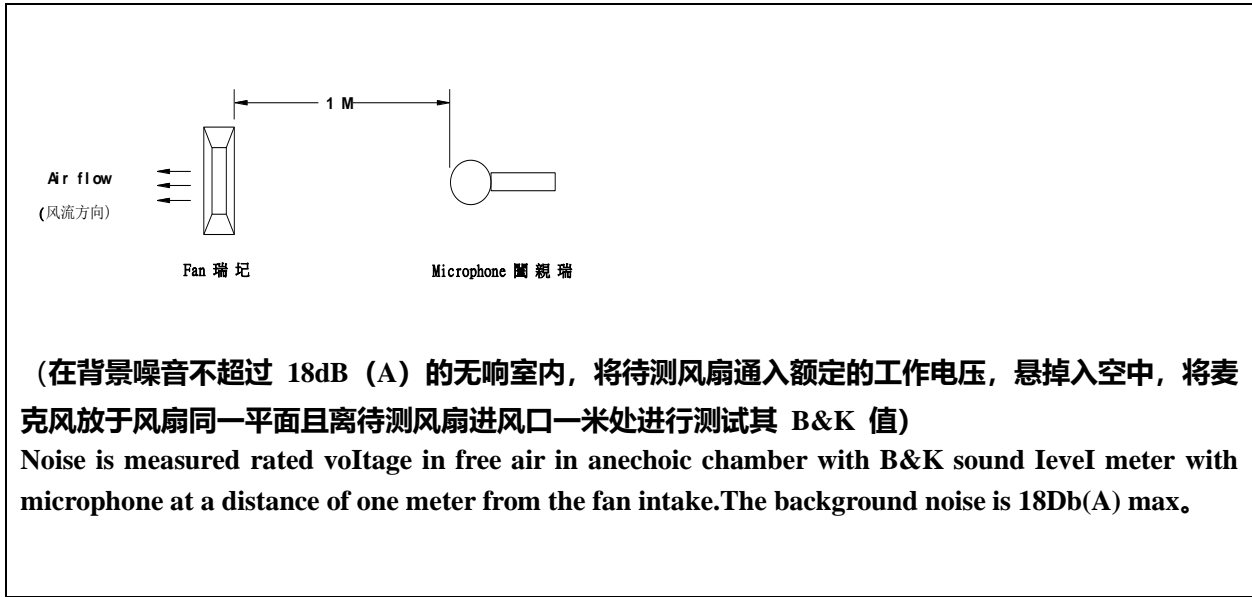 1 M
Air flow
(风流方向)
Fan 瑞 圮
Microphone 闔 親 瑞
（在背景噪音不超过 18dB（A）的无响室内，将待测风扇通入额定的工作电压，悬掉入空中，将麦
克风放于风扇同一平面且离待测风扇进风口一米处进行测试其 B&K 值)
Noise is measured rated voItage in free air in anechoic chamber with B&K sound IeveI meter with
microphone at a distance of one meter from the fan intake.The background noise is 18Db(A) max。